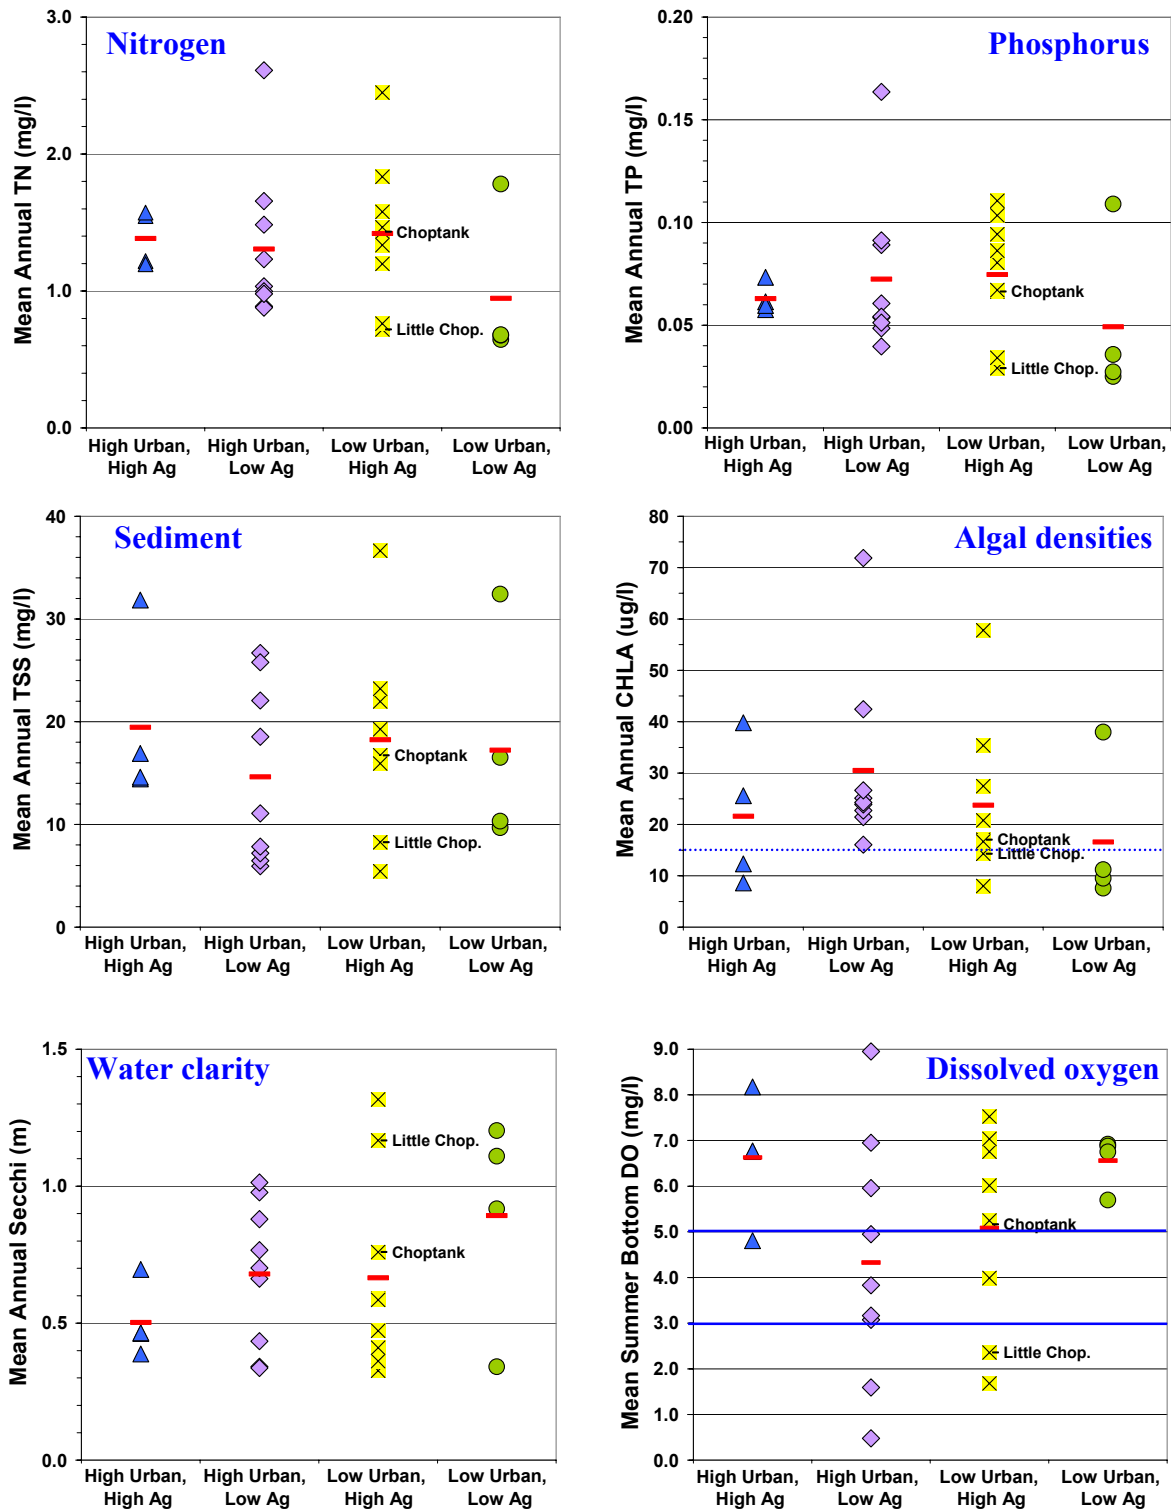 Nitrogen
Mean Annual TN (mg/l)
3.0
2.0
1.0
0.0
Choptank
Little Chop.
High Urban, High Urban, Low Urban, Low Urban,
High Ag Low Ag High Ag Low Ag
Phosphorus
Mean Annual TP (mg/l)
0.20
0.15
0.10
0.05
0.00
Choptank
Little Chop.
High Urban, High Urban, Low Urban, Low Urban,
High Ag Low Ag High Ag Low Ag
Sediment
Mean Annual TSS (mg/l)
40
30
20
10
0
Choptank
Little Chop.
High Urban, High Urban, Low Urban, Low Urban,
High Ag Low Ag High Ag Low Ag
Algal densities
Mean Annual CHLA (ug/l)
80
70
60
50
40
30
20
10
0
Choptank
Little Chop.
High Urban, High Urban, Low Urban, Low Urban,
High Ag Low Ag High Ag Low Ag
Water clarity
Mean Annual Secchi (m)
1.5
1.0
0.5
0.0
Little Chop.
Choptank
High Urban, High Urban, Low Urban, Low Urban,
High Ag Low Ag High Ag Low Ag
Dissolved oxygen
Mean Summer Bottom DO (mg/l)
9.0
8.0
7.0
6.0
5.0
4.0
3.0
2.0
1.0
0.0
Choptank
Little Chop.
High Urban, High Urban, Low Urban, Low Urban,
High Ag Low Ag High Ag Low Ag